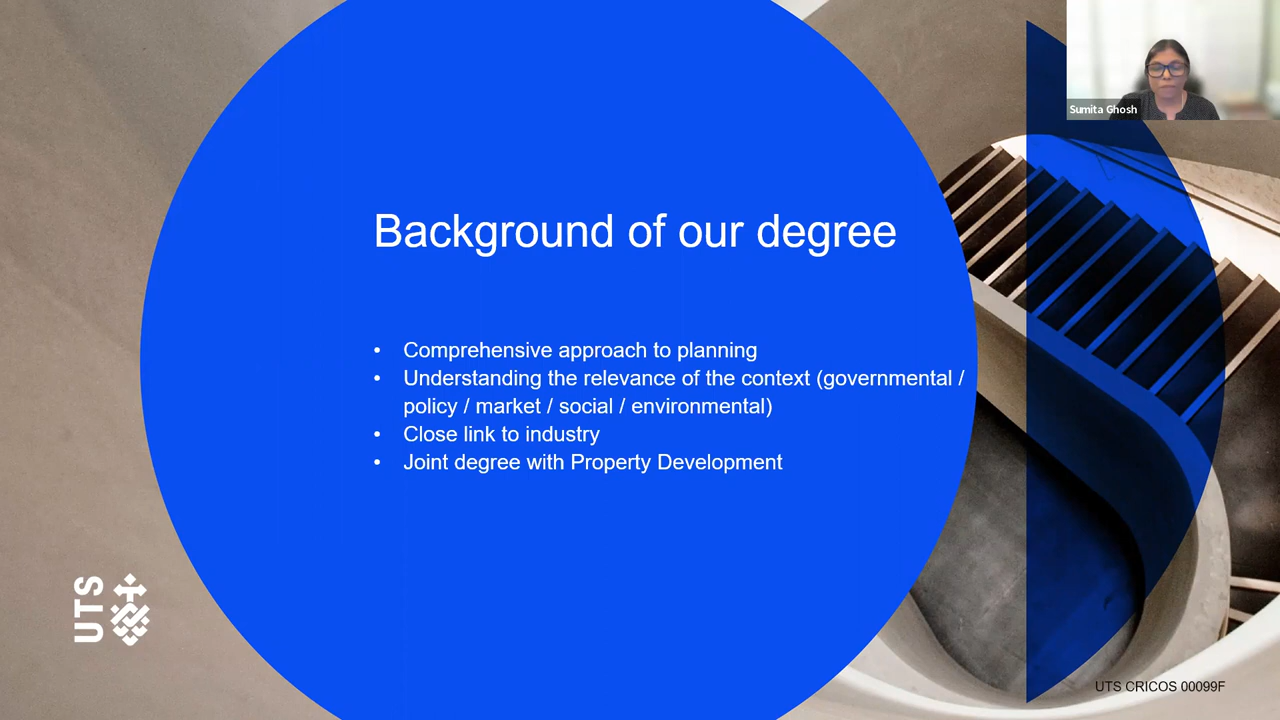 Sumita Ghosh
Background of our degree
• Comprehensive approach to planning
• Understanding the relevance of the context (governmental /
policy / market / social / environmental)
• Close link to industry
• Joint degree with Property Development
UTS
UTS CRICOS 00099F